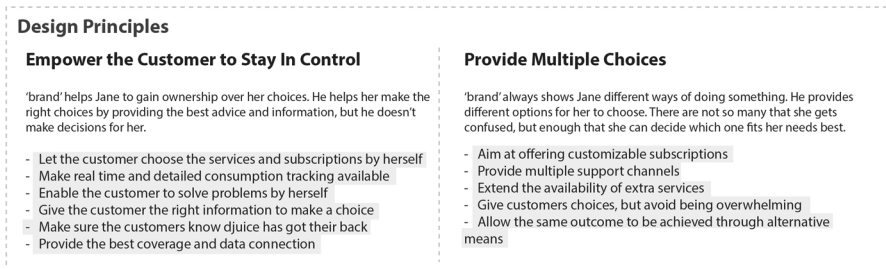 Design Principles
Empower the Customer to Stay In Control
‘brand’ helps Jane to gain ownership over her choices. He helps her make the
right choices by providing the best advice and information, but he doesn’t
make decisions for her.
- Let the customer choose the services and subscriptions by herself
- Make real time and detailed consumption tracking available
- Enable the customer to solve problems by herself
- Give the customer the right information to make a choice
- Make sure the customers know djuice has got their back
- Provide the best coverage and data connection
Provide Multiple Choices
‘brand’ always shows Jane different ways of doing something. He provides
different options for her to choose. There are not so many that she gets
confused, but enough that she can decide which one fits her needs best.
- Aim at offering customizable subscriptions
- Provide multiple support channels
- Extend the availability of extra services
- Give customers choices, but avoid being overwhelming
- Allow the same outcome to be achieved through alternative
means